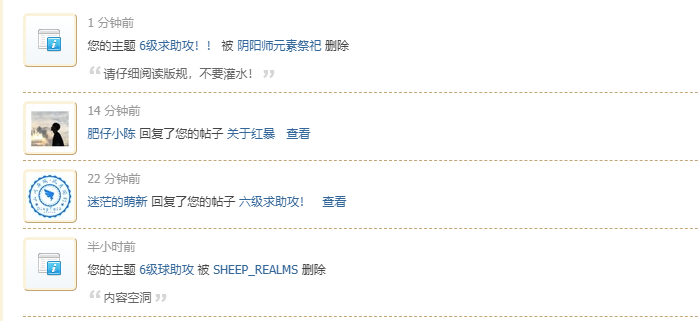 1 分钟前
您的主题 6级求助攻！！ 被 阴阳师元素祭祀 删除
“ 请仔细阅读版规，不要灌水！ ”
14 分钟前
肥仔小陈 回复了您的帖子 关于红暴 查看
22 分钟前
迷茫的萌新 回复了您的帖子 六级求助攻！ 查看
半小时前
您的主题 6级球助攻 被 SHEEP_REALMS 删除
“ 内容空洞 ”